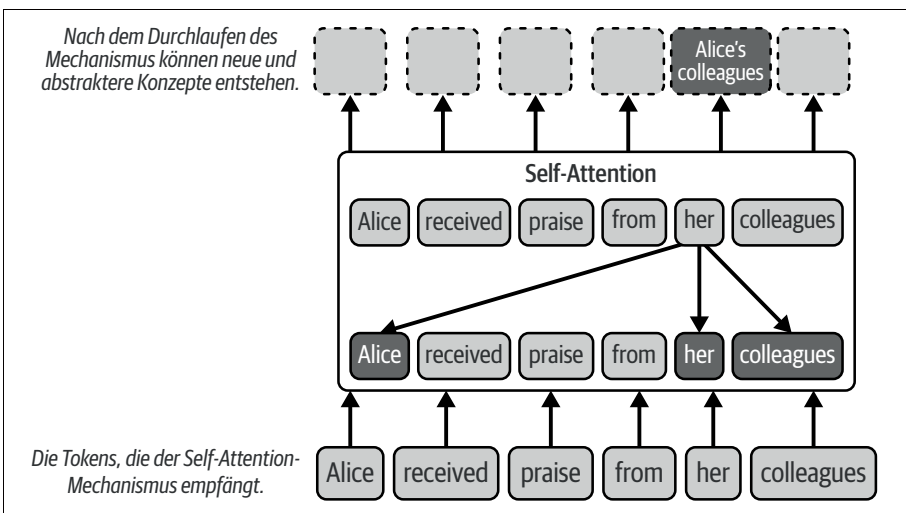 Nach dem Durchlaufen des
Mechanismus können neue und
abstraktere Konzepte entstehen.
Alice's
colleagues
Self-Attention
Alice received praise from her colleagues
Alice received praise from her colleagues
Die Tokens, die der Self-Attention-
Mechanismus empfängt.
Alice received praise from her colleagues